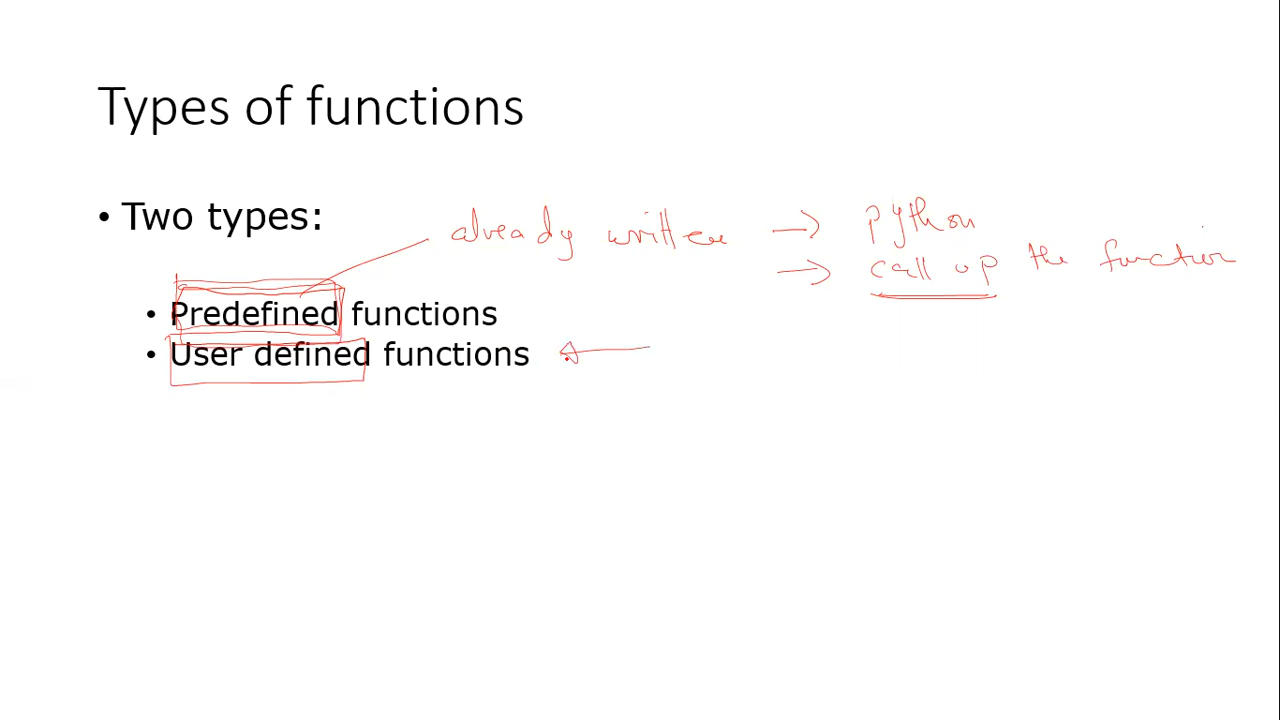 Types of functions
• Two types:
already written → python
→ call up the function
• Predefined functions
• User defined functions